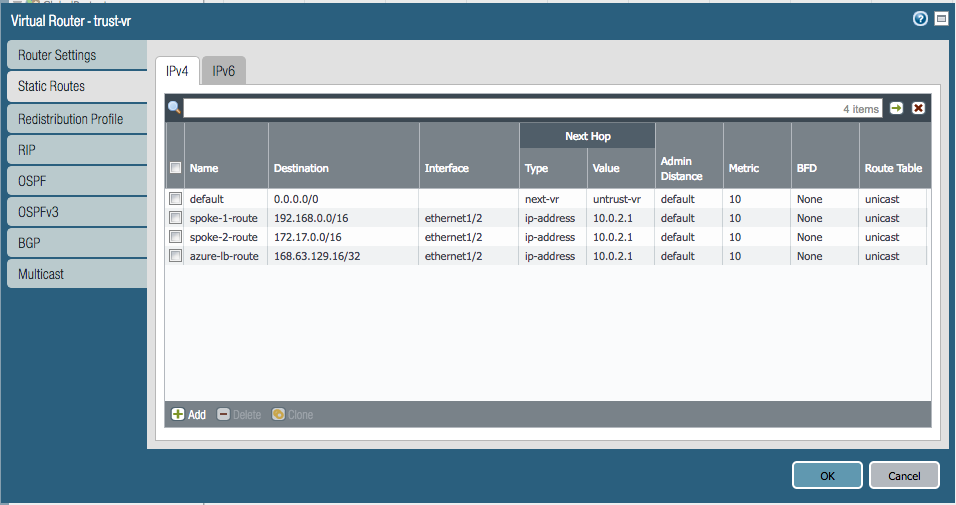 Virtual Router - trust-vr
Router Settings
Static Routes
Redistribution Profile
RIP
OSPF
OSPFv3
BGP
Multicast
IPv4 IPv6
4 items
Next Hop
Name Destination Interface Type Value Admin Distance Metric BFD Route Table
default 0.0.0.0/0 next-vr untrust-vr default 10 None unicast
spoke-1-route 192.168.0.0/16 ethernet1/2 ip-address 10.0.2.1 default 10 None unicast
spoke-2-route 172.17.0.0/16 ethernet1/2 ip-address 10.0.2.1 default 10 None unicast
azure-lb-route 168.63.129.16/32 ethernet1/2 ip-address 10.0.2.1 default 10 None unicast
Add Delete Clone
OK Cancel